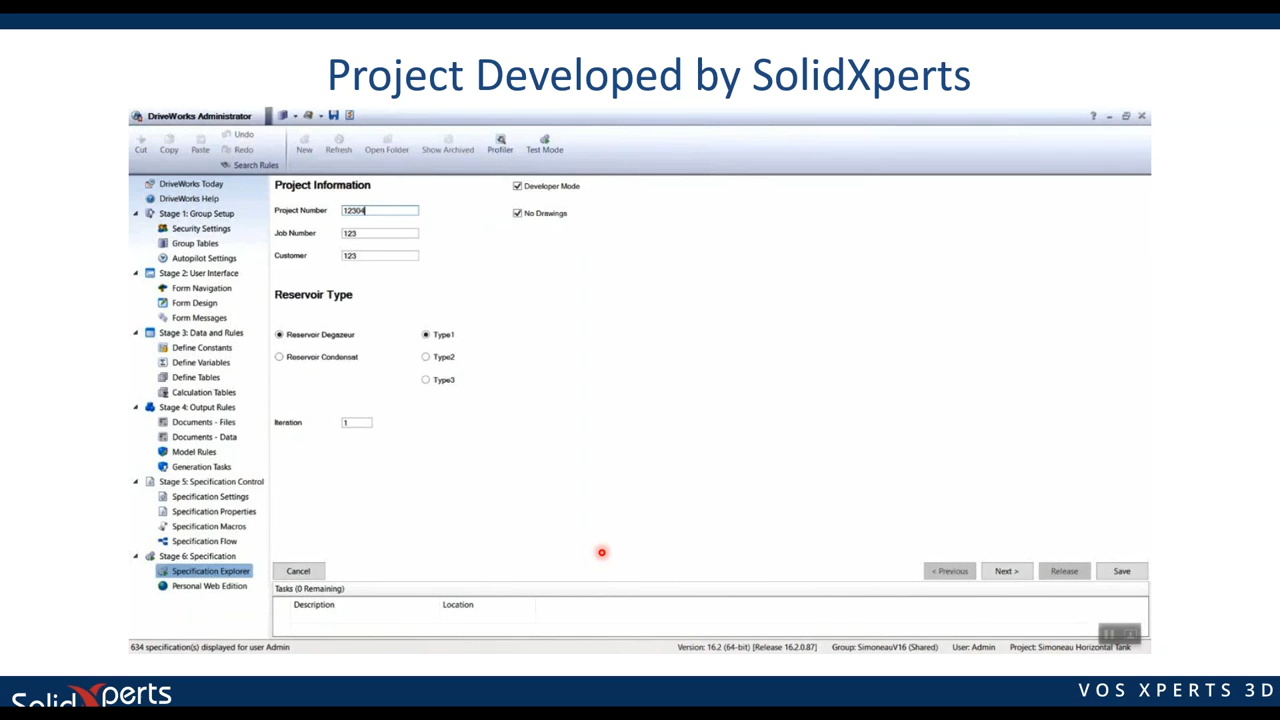 Project Developed by SolidXperts
DriveWorks Administrator
?
Cut Copy Paste Undo Redo Search Rules New Refresh Open Folder Show Archived Profiler Test Mode
DriveWorks Today
DriveWorks Help
Stage 1: Group Setup
Security Settings
Group Tables
Autopilot Settings
Stage 2: User Interface
Form Navigation
Form Design
Form Messages
Stage 3: Data and Rules
Define Constants
Define Variables
Define Tables
Calculation Tables
Stage 4: Output Rules
Documents - Files
Documents - Data
Model Rules
Generation Tasks
Stage 5: Specification Control
Specification Settings
Specification Properties
Specification Macros
Specification Flow
Stage 6: Specification
Specification Explorer
Personal Web Edition
Project Information
Developer Mode
Project Number 12304
No Drawings
Job Number 123
Customer 123
Reservoir Type
Reservoir Degazeur Type1
Reservoir Condensat Type2
Type3
Iteration 1
Cancel < Previous Next > Release Save
Tasks (0 Remaining)
Description Location
634 specification(s) displayed for user Admin Version: 16.2 (64-bit) [Release 16.2.0.87] Group: SimoneauV16 (Shared) User: Admin Project: Simoneau Horizontal Tank
SolidXperts VOS XPERTS 3D